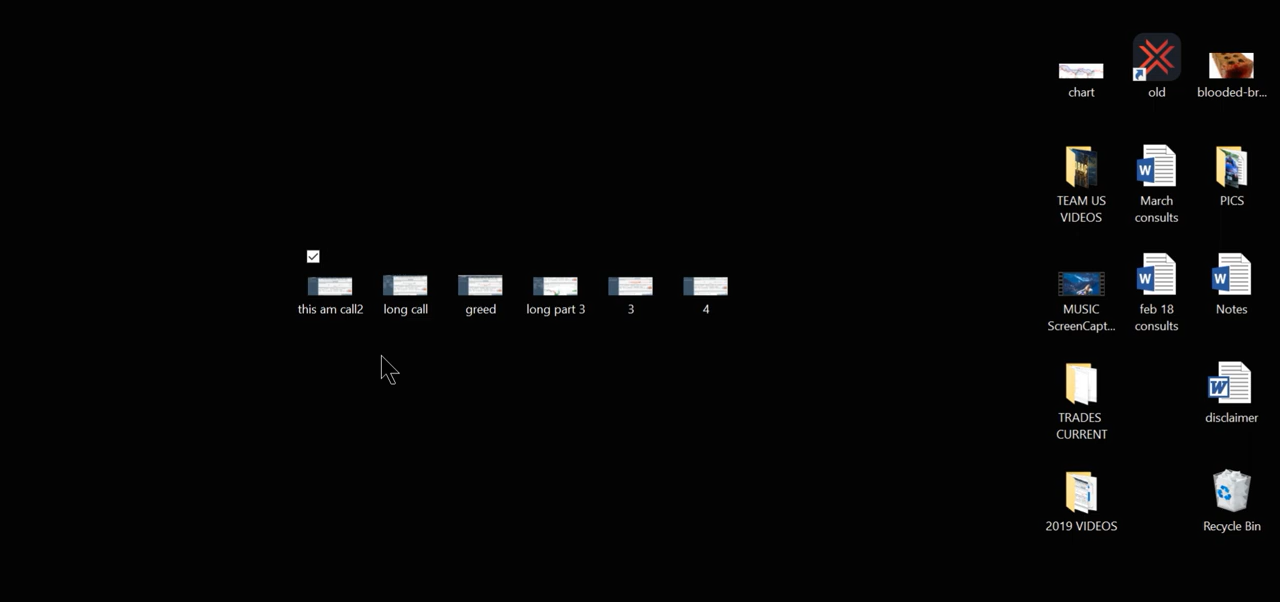 chart
old
blooded-br...
TEAM US
VIDEOS
March
consults
PICS
this am call2
long call
greed
long part 3
3
4
MUSIC
ScreenCapt...
feb 18
consults
Notes
TRADES
CURRENT
disclaimer
2019 VIDEOS
Recycle Bin